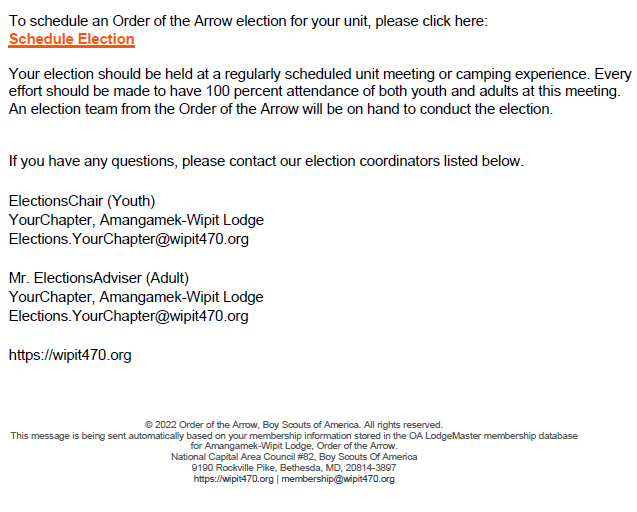 To schedule an Order of the Arrow election for your unit, please click here:
Schedule Election
Your election should be held at a regularly scheduled unit meeting or camping experience. Every
effort should be made to have 100 percent attendance of both youth and adults at this meeting.
An election team from the Order of the Arrow will be on hand to conduct the election.
If you have any questions, please contact our election coordinators listed below.
ElectionsChair (Youth)
YourChapter, Amangamek-Wipit Lodge
Elections.YourChapter@wipit470.org
Mr. ElectionsAdviser (Adult)
YourChapter, Amangamek-Wipit Lodge
Elections.YourChapter@wipit470.org
https://wipit470.org
© 2022 Order of the Arrow, Boy Scouts of America. All rights reserved.
This message is being sent automatically based on your membership information stored in the OA LodgeMaster membership database
for Amangamek-Wipit Lodge, Order of the Arrow.
National Capital Area Council #82, Boy Scouts Of America
9190 Rockville Pike, Bethesda, MD, 20814-3897
https://wipit470.org | membership@wipit470.org